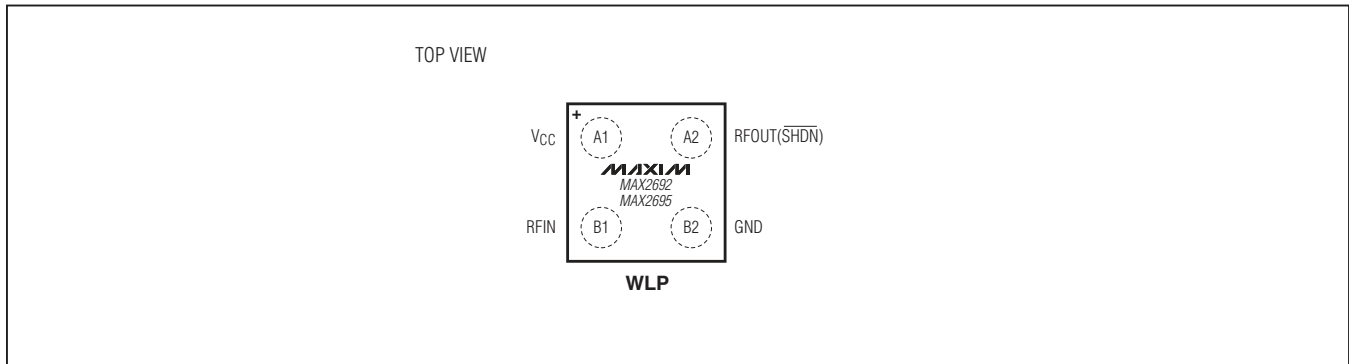 TOP VIEW
+
VCC A1 A2 RFOUT(SHDN)
MAXIM
MAX2692
MAX2695
RFIN B1 B2 GND
WLP